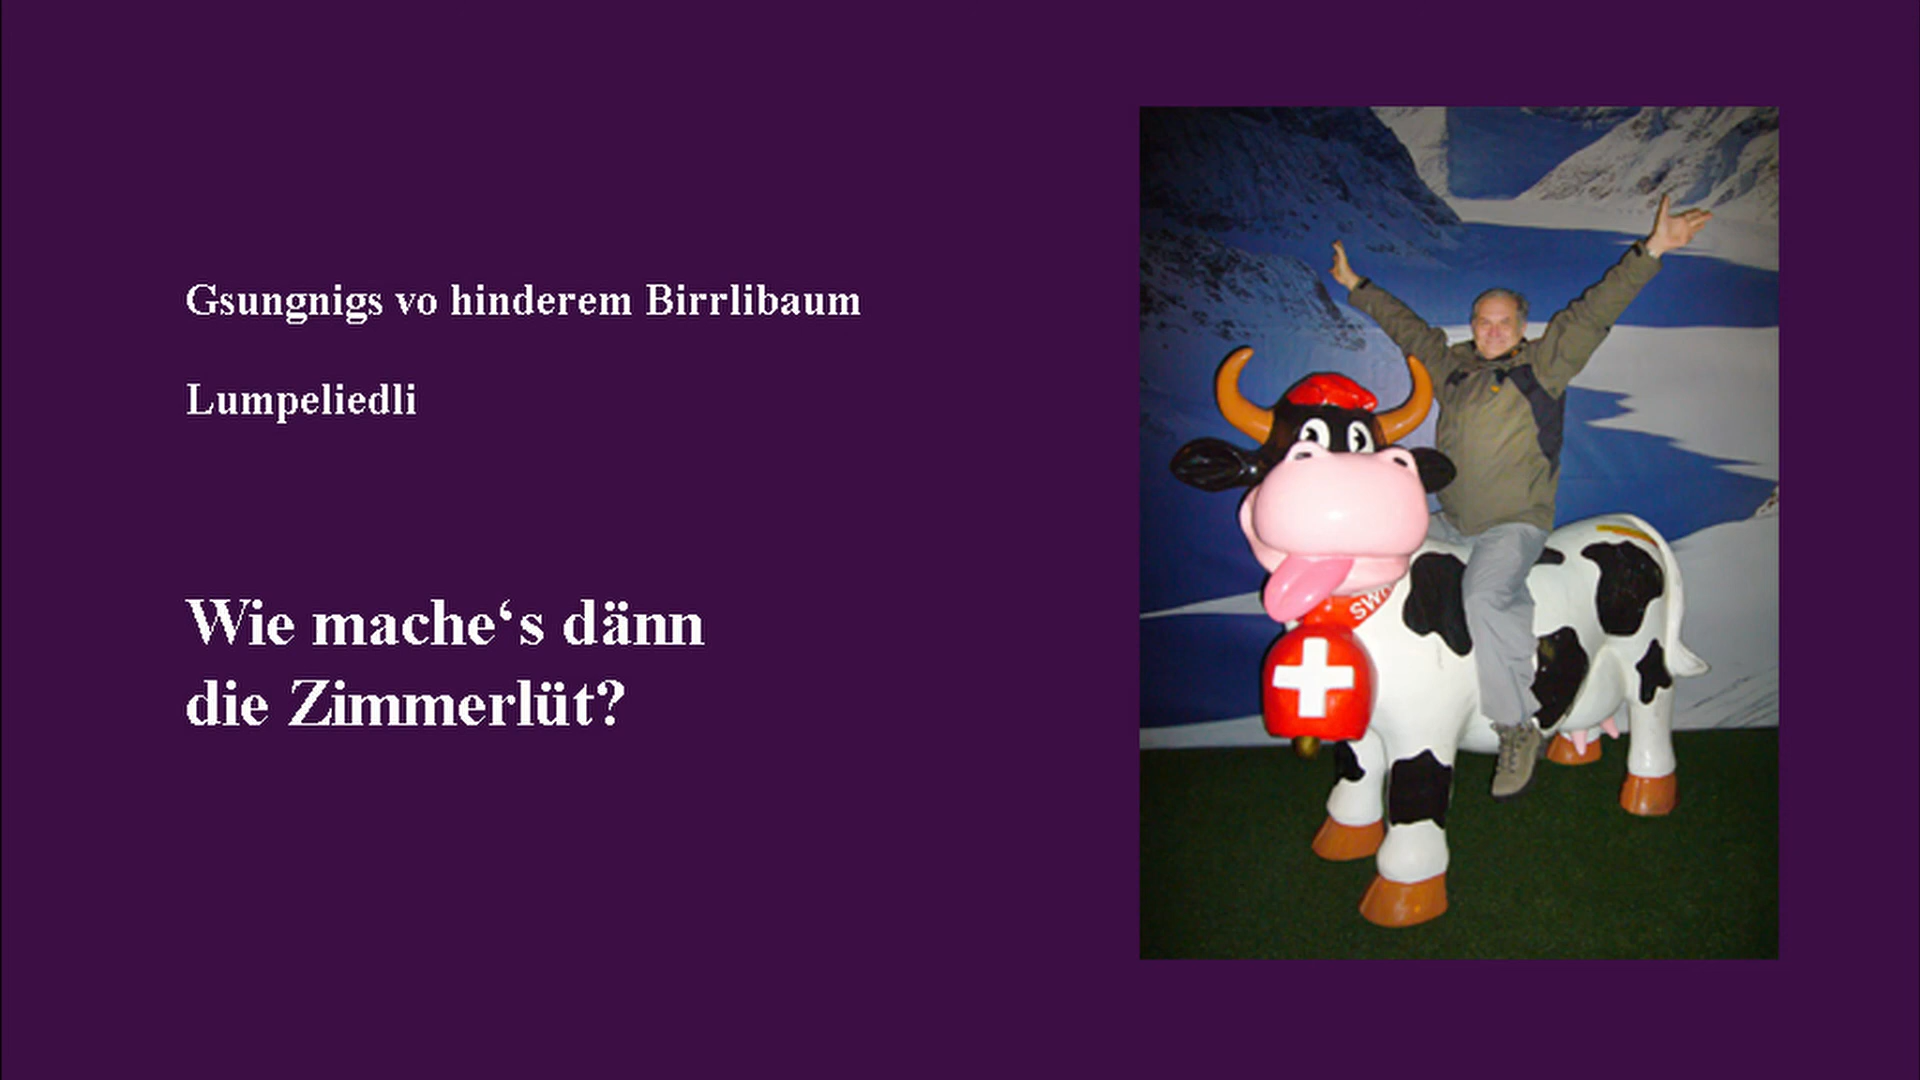 Gsungnigs vo hinderem Birrlibaum
Lumpeliedli
Wie mache‘s dänn
die Zimmerlüt?